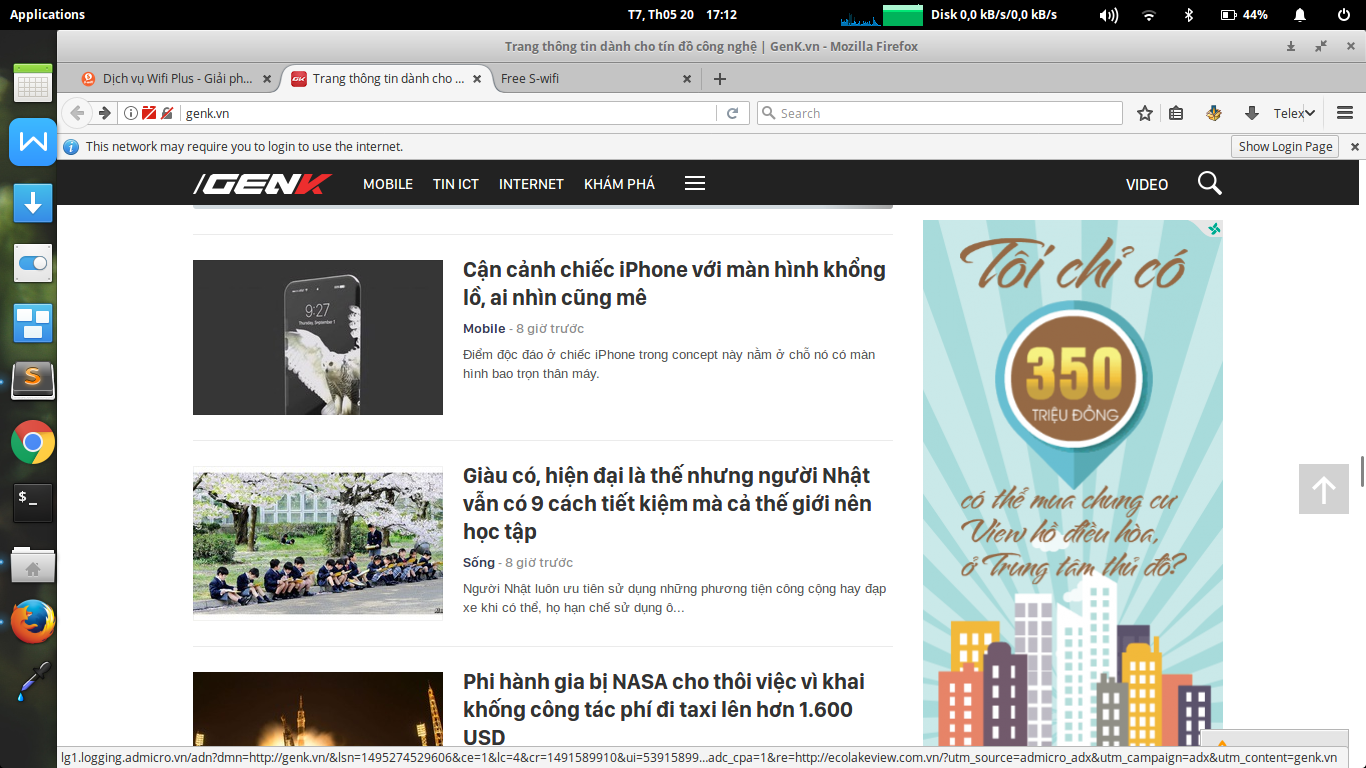 Applications
T7, Th05 20 17:12
Disk 0,0 kB/s/0,0 kB/s
44%
Trang thông tin dành cho tín đồ công nghệ | GenK.vn - Mozilla Firefox
Dịch vụ Wifi Plus - Giải ph...
GK
Trang thông tin dành cho ...
Free S-wifi
genk.vn
Search
Telex
This network may require you to login to use the internet.
Show Login Page
/GENK
MOBILE
TIN ICT
INTERNET
KHÁM PHÁ
VIDEO
Cận cảnh chiếc iPhone với màn hình khổng
lồ, ai nhìn cũng mê
9:27
Thursday, September 1
Mobile - 8 giờ trước
Điểm độc đáo ở chiếc iPhone trong concept này nằm ở chỗ nó có màn
hình bao trọn thân máy.
Giàu có, hiện đại là thế nhưng người Nhật
vẫn có 9 cách tiết kiệm mà cả thế giới nên
học tập
Sống - 8 giờ trước
Người Nhật luôn ưu tiên sử dụng những phương tiện công cộng hay đạp
xe khi có thể, họ hạn chế sử dụng ô...
Phi hành gia bị NASA cho thôi việc vì khai
khống công tác phí đi taxi lên hơn 1.600
USD
Tôi chỉ có
350
TRIỆU ĐỒNG
có thể mua chung cư
View hồ điều hòa,
ở Trung tâm thủ đô?
$_
S
lg1.logging.admicro.vn/adn?dmn=http://genk.vn/&lsn=1495274529606&ce=1&lc=4&cr=1491589910&ui=53915899...adc_cpa=1&re=http://ecolakeview.com.vn/?utm_source=admicro_adx&utm_campaign=adx&utm_content=genk.vn